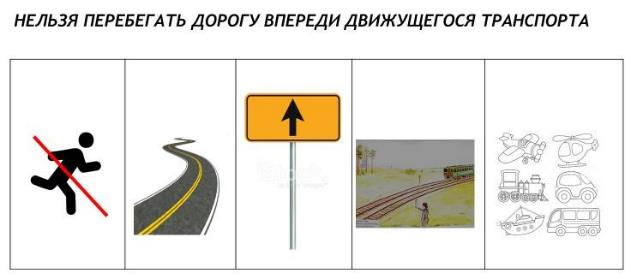 НЕЛЬЗЯ ПЕРЕБЕГАТЬ ДОРОГУ ВПЕРЕДИ ДВИЖУЩЕГОСЯ ТРАНСПОРТА